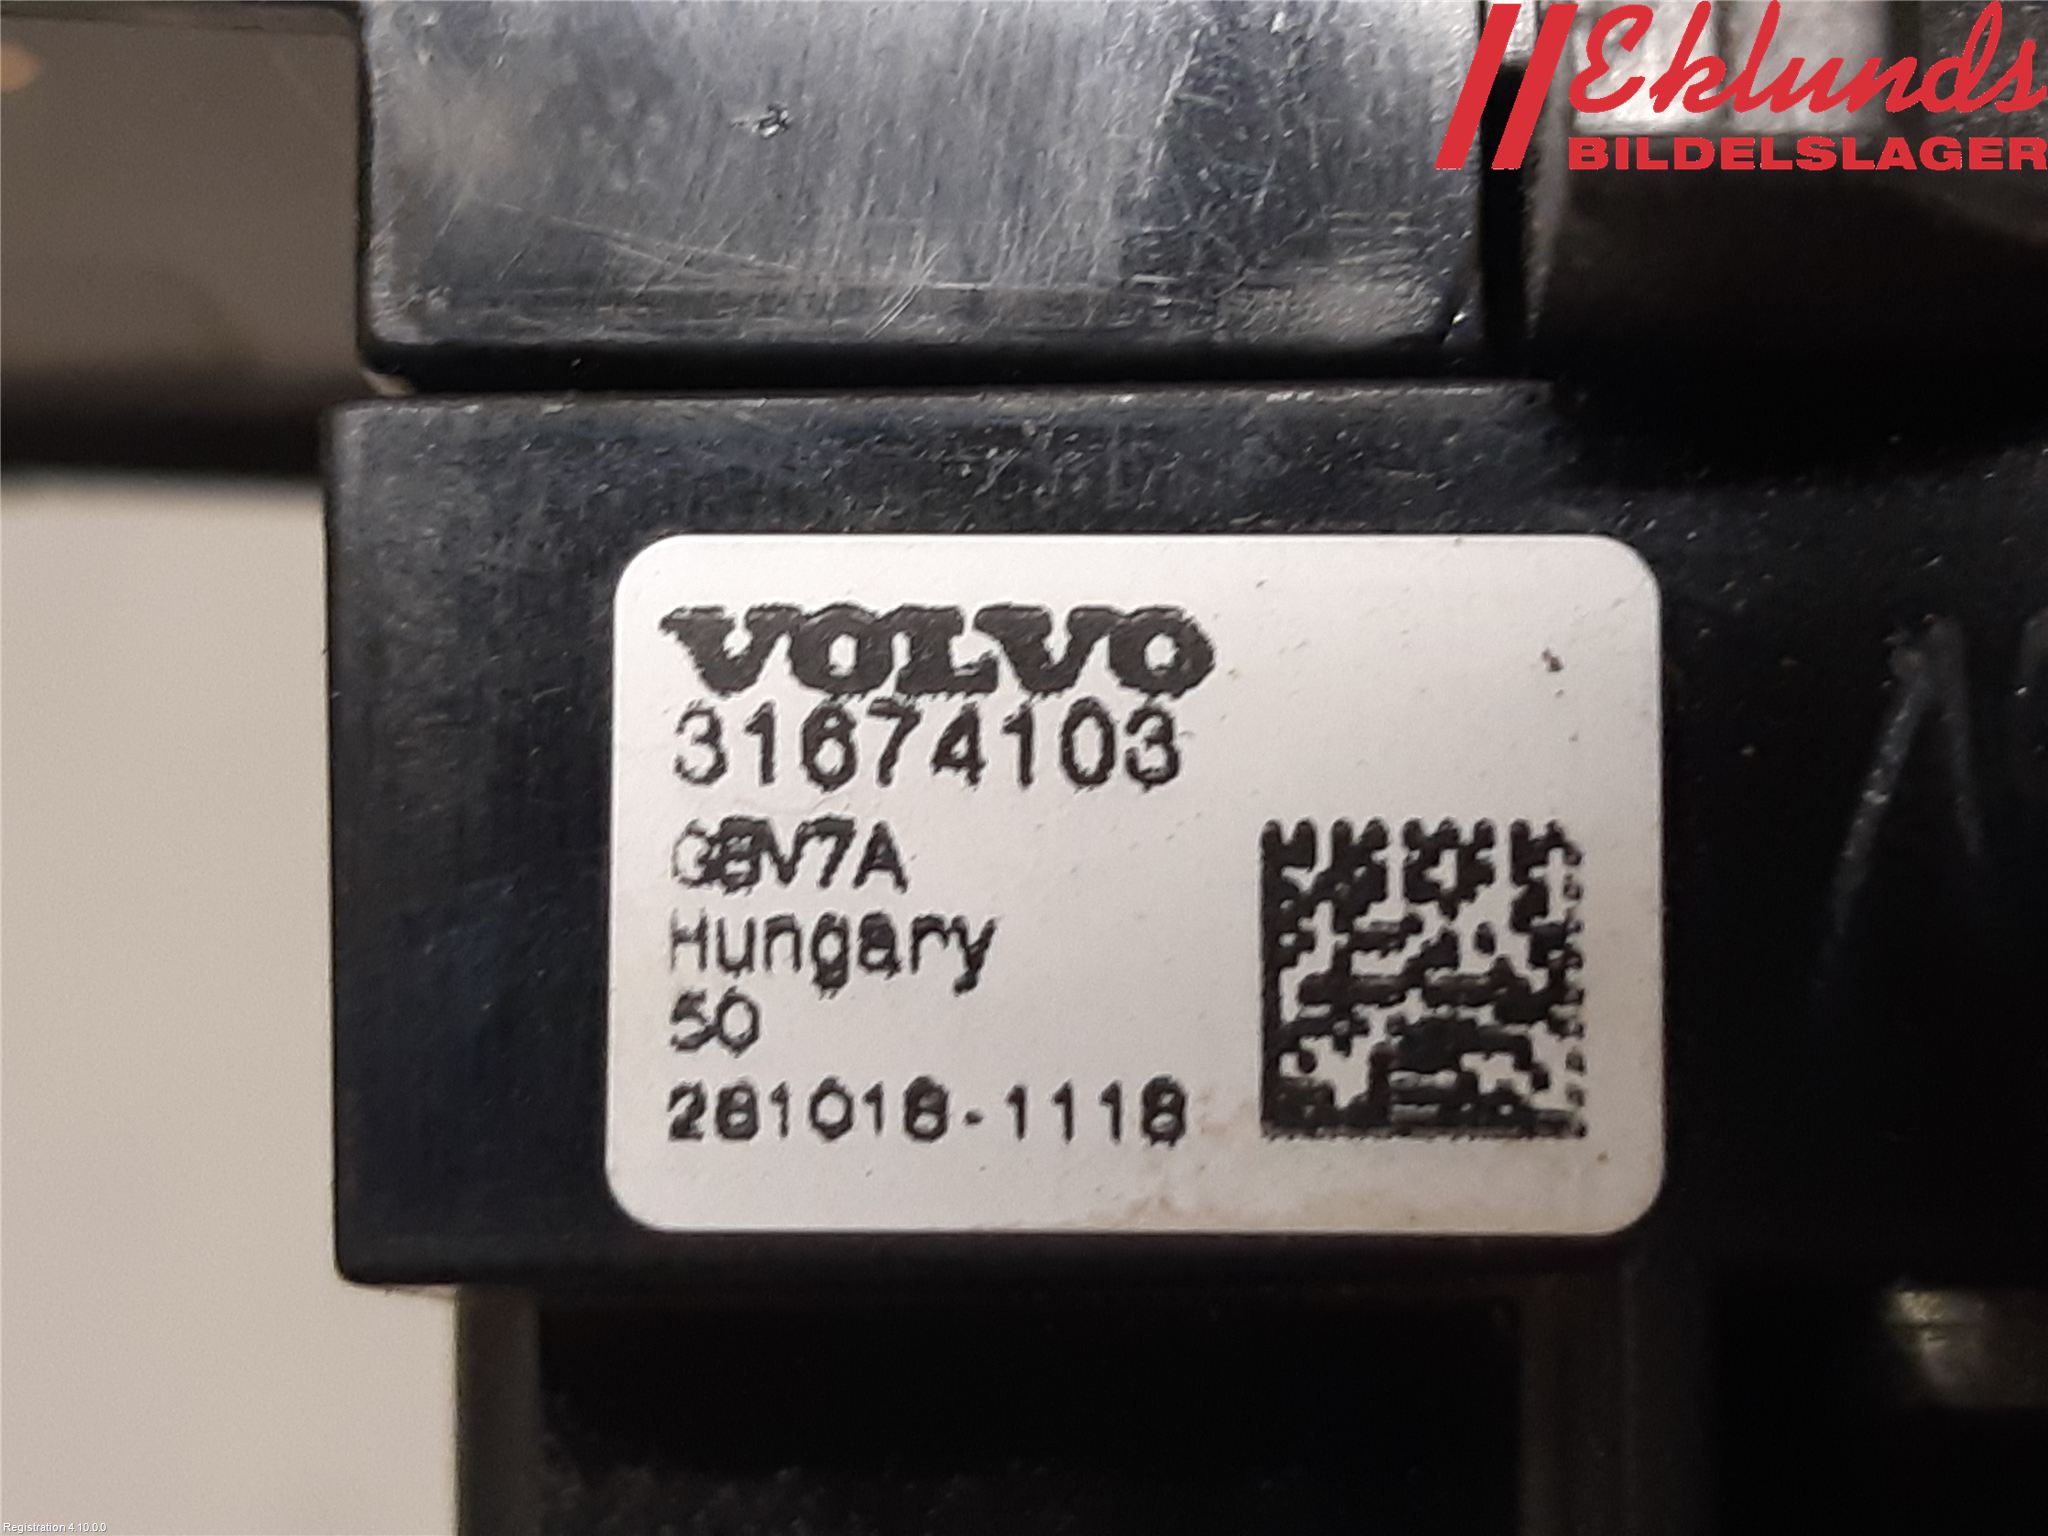 Eklunds
BILDELSLAGER
VOLVO
31674103
Hungary
50
281018-1118
Registration 4.10.0.0